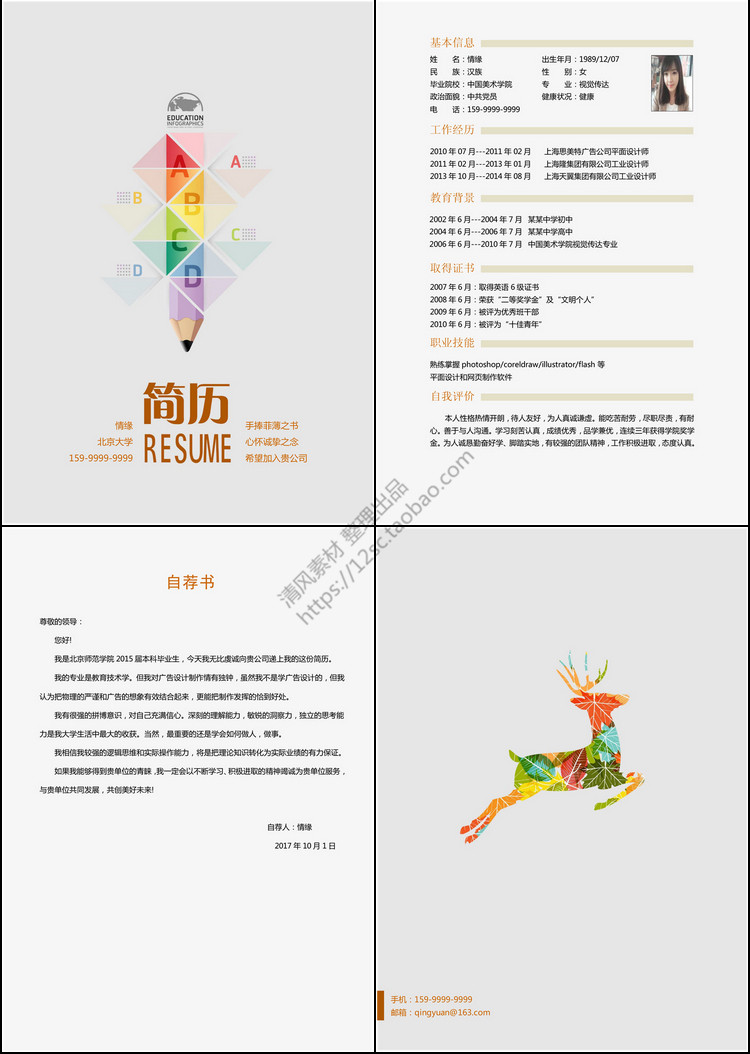 EDUCATION
INFOGRAPHICS
A
A
B
B
C
C
D
D
简历
RESUME
情缘
北京大学
159-9999-9999
手捧菲薄之书
心怀诚挚之念
希望加入贵公司
基本信息
姓　　名：情缘　出生年月：1989/12/07
民　　族：汉族　性　　别：女
毕业院校：中国美术学院　专　　业：视觉传达
政治面貌：中共党员　健康状况：健康
电　　话：159-9999-9999
工作经历
2010 年 07 月---2011 年 02 月　上海思美特广告公司平面设计师
2011 年 02 月---2013 年 01 月　上海隆集团有限公司工业设计师
2013 年 10 月---2014 年 08 月　上海天翼集团有限公司工业设计师
教育背景
2002 年 6 月---2004 年 7 月　某某中学初中
2004 年 6 月---2006 年 7 月　某某中学高中
2006 年 6 月---2010 年 7 月　中国美术学院视觉传达专业
取得证书
2007 年 6 月：取得英语 6 级证书
2008 年 6 月：荣获“二等奖学金”及“文明个人”
2009 年 6 月：被评为优秀班干部
2010 年 6 月：被评为“十佳青年”
职业技能
熟练掌握 photoshop/coreldraw/illustrator/flash 等
平面设计和网页制作软件
自我评价
本人性格热情开朗，待人友好，为人真诚谦虚。能吃苦耐劳，尽职尽责，有耐
心。善于与人沟通。学习刻苦认真，成绩优秀，品学兼优，连续三年获得学院奖学
金。为人诚恳勤奋好学、脚踏实地，有较强的团队精神，工作积极进取，态度认真。
清风素材 整理出品
https://12sc.taobao.com
自荐书
尊敬的领导：
您好!
我是北京师范学院 2015 届本科毕业生，今天我无比虔诚向贵公司递上我的这份简历。
我的专业是教育技术学。但我对广告设计制作情有独钟，虽然我不是学广告设计的，但我
认为把物理的严谨和广告的想象有效结合起来，更能把制作发挥的恰到好处。
我有很强的拼博意识，对自己充满信心。深刻的理解能力，敏锐的洞察力，独立的思考能
力是我大学生活中最大的收获。当然，最重要的还是学会如何做人，做事。
我相信我较强的逻辑思维和实际操作能力，将是把理论知识转化为实际业绩的有力保证。
如果我能够得到贵单位的青睐，我一定会以不断学习、积极进取的精神竭诚为贵单位服务，
与贵单位共同发展，共创美好未来!
自荐人：情缘
2017 年 10 月 1 日
手机：159-9999-9999
邮箱：qingyuan@163.com